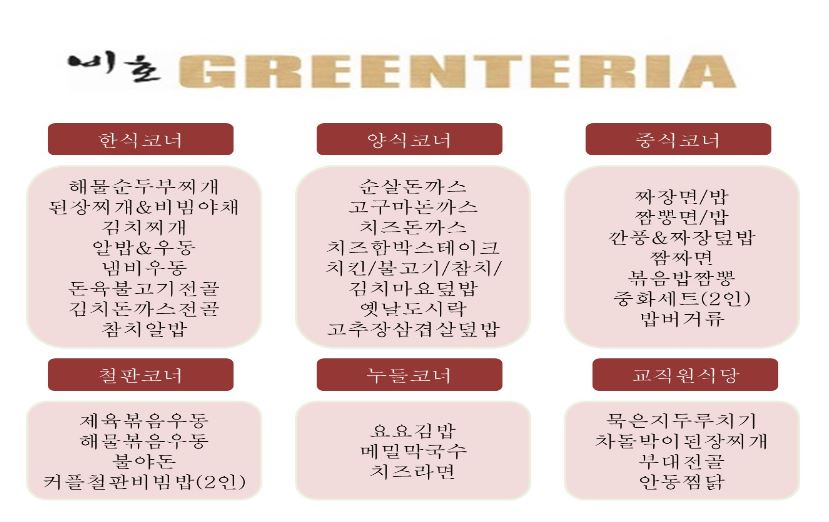 비호 GREENTERIA
한식코너
해물순두부찌개
된장찌개&비빔야채
김치찌개
알밥&우동
냄비우동
돈육불고기전골
김치돈까스전골
참치알밥
양식코너
순살돈까스
고구마돈까스
치즈돈까스
치즈함박스테이크
치킨/불고기/참치/
김치마요덮밥
옛날도시락
고추장삼겹살덮밥
중식코너
짜장면/밥
짬뽕면/밥
깐풍&짜장덮밥
짬짜면
볶음밥짬뽕
중화세트(2인)
밥버거류
철판코너
제육볶음우동
해물볶음우동
불야돈
커플철판비빔밥(2인)
누들코너
요요김밥
메밀막국수
치즈라면
교직원식당
묵은지두루치기
차돌박이된장찌개
부대전골
안동찜닭